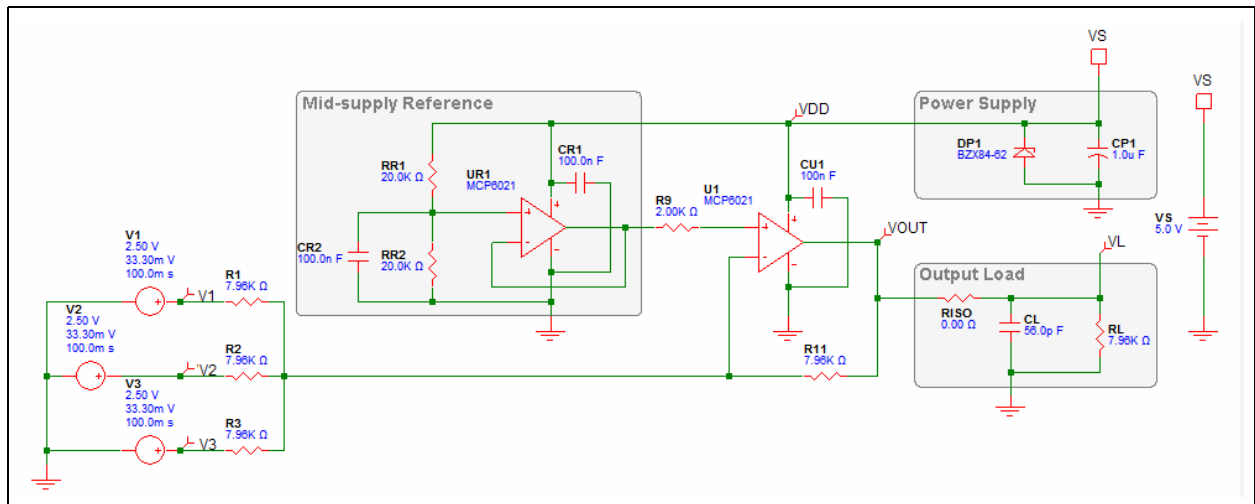 VS
Mid-supply Reference
VDD
Power Supply
VS
CR1
100.0n F
DP1
BZX84-62
CP1
1.0u F
RR1
20.0K Ω
UR1
MCP6021
CU1
100n F
R9
2.00K Ω
U1
MCP6021
VS
5.0 V
VOUT
VL
CR2
100.0n F
RR2
20.0K Ω
V1
2.50 V
33.30m V
100.0m s
Output Load
V1
R1
7.96K Ω
RISO
0.00 Ω
CL
56.0p F
RL
7.96K Ω
V2
2.50 V
33.30m V
100.0m s
R2
7.96K Ω
V2
R11
7.96K Ω
V3
2.50 V
33.30m V
100.0m s
R3
7.96K Ω
V3